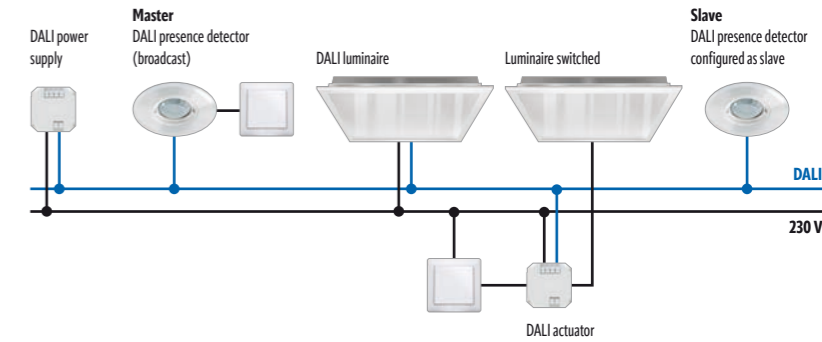 Master
DALI power
supply
DALI presence detector
(broadcast)
DALI luminaire
Luminaire switched
Slave
DALI presence detector
configured as slave
DALI
230 V
DALI actuator